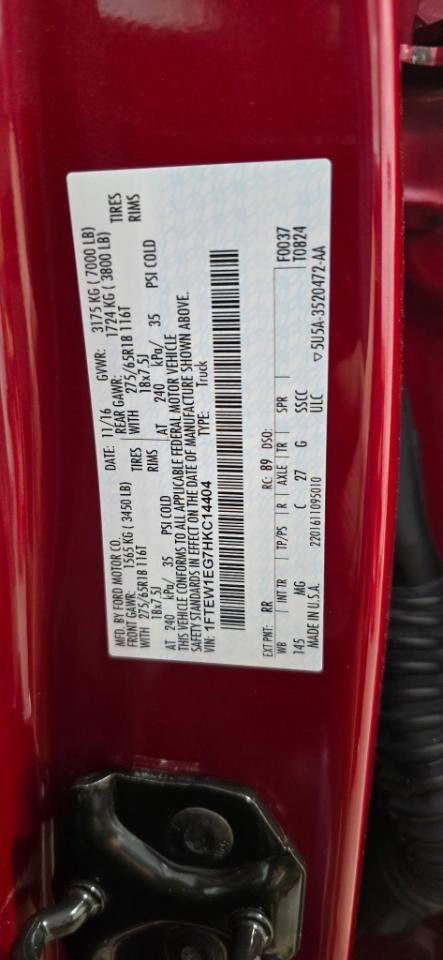 MFD. BY FORD MOTOR CO.
DATE: 11/16 GVWR: 3175 KG ( 7000 LB)
FRONT GAWR: 1565 KG ( 3450 LB) REAR GAWR: 1724 KG ( 3800 LB)
WITH 275/65R18 116T TIRES WITH 275/65R18 116T TIRES
18x7.5J RIMS 18x7.5J RIMS
AT 240 kPa/ 35 PSI COLD AT 240 kPa/ 35 PSI COLD
THIS VEHICLE CONFORMS TO ALL APPLICABLE FEDERAL MOTOR VEHICLE
SAFETY STANDARDS IN EFFECT ON THE DATE OF MANUFACTURE SHOWN ABOVE.
VIN: 1FTEW1EG7HKC14404 TYPE: Truck
EXT PNT: RR RC: 89 DSO: F0037
WB INT TR TP/PS R AXLE TR SPR T0824
145 MG C 27 G SSCC ▽5U5A-3520472-AA
MADE IN U.S.A. 2201611095010 ULC